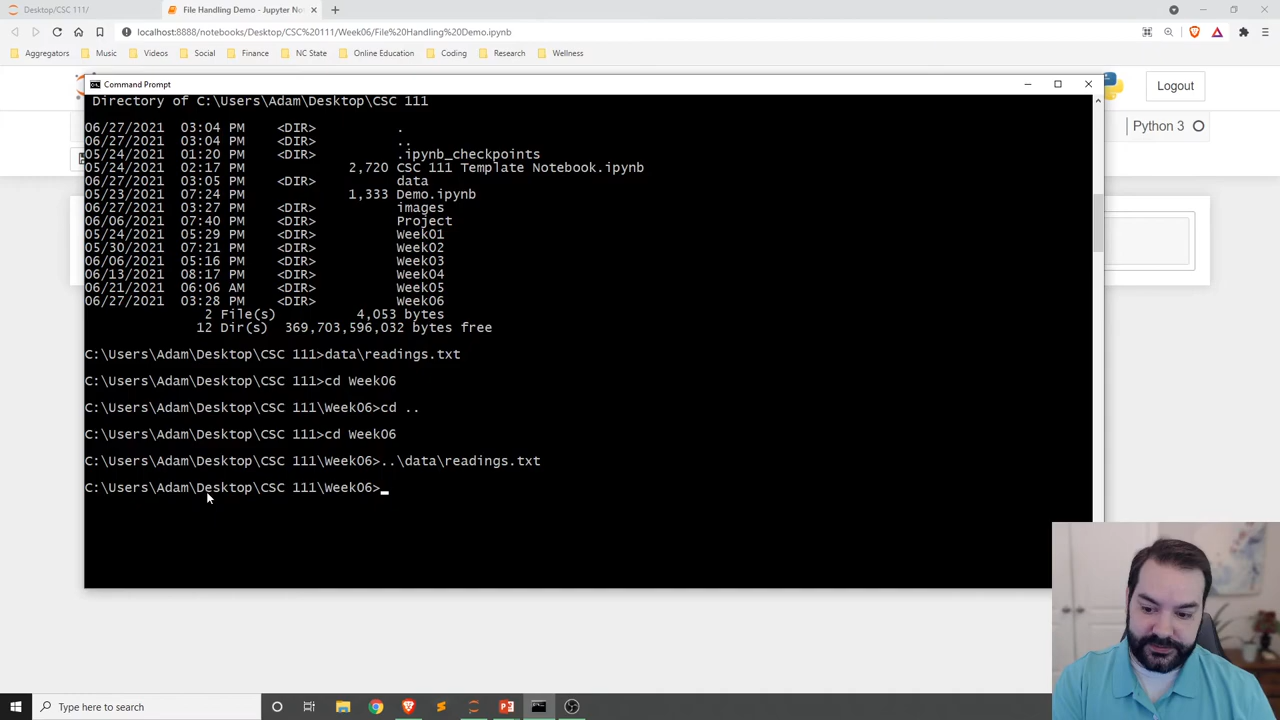 Desktop/CSC 111/
File Handling Demo - Jupyter No
localhost:8888/notebooks/Desktop/CSC%20111/Week06/File%20Handling%20Demo.ipynb
Aggregators Music Videos Social Finance NC State Online Education Coding Research Wellness
Logout
Python 3
Command Prompt
Directory of C:\Users\Adam\Desktop\CSC 111
06/27/2021 03:04 PM <DIR> .
06/27/2021 03:04 PM <DIR> ..
05/24/2021 01:20 PM <DIR> .ipynb_checkpoints
05/24/2021 02:17 PM 2,720 CSC 111 Template Notebook.ipynb
06/27/2021 03:05 PM <DIR> data
05/23/2021 07:24 PM 1,333 Demo.ipynb
06/27/2021 03:27 PM <DIR> images
06/06/2021 07:40 PM <DIR> Project
05/24/2021 05:29 PM <DIR> Week01
05/30/2021 07:21 PM <DIR> Week02
06/06/2021 05:16 PM <DIR> Week03
06/13/2021 08:17 PM <DIR> Week04
06/21/2021 06:06 AM <DIR> Week05
06/27/2021 03:28 PM <DIR> Week06
2 File(s) 4,053 bytes
12 Dir(s) 369,703,596,032 bytes free
C:\Users\Adam\Desktop\CSC 111>data\readings.txt
C:\Users\Adam\Desktop\CSC 111>cd Week06
C:\Users\Adam\Desktop\CSC 111\Week06>cd ..
C:\Users\Adam\Desktop\CSC 111>cd Week06
C:\Users\Adam\Desktop\CSC 111\Week06>..\data\readings.txt
C:\Users\Adam\Desktop\CSC 111\Week06>
Type here to search